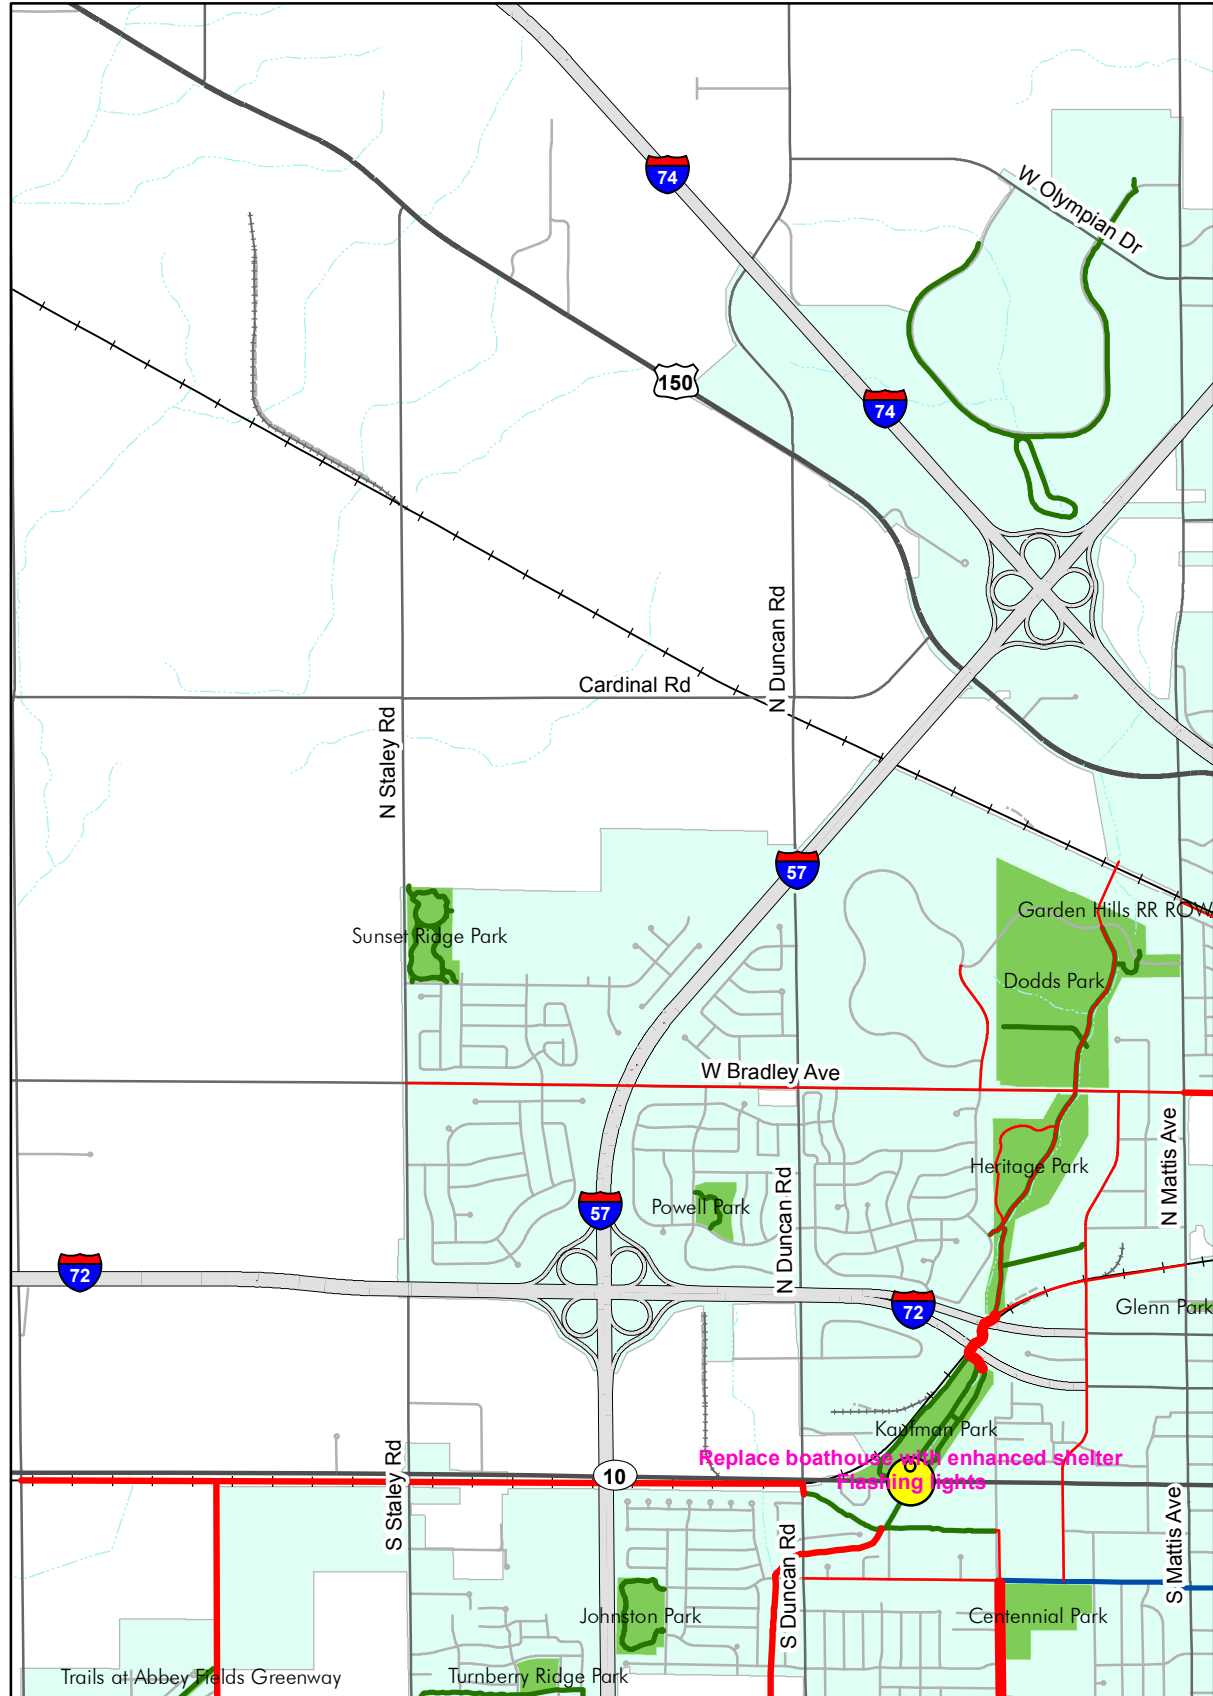 74
W Olympian Dr
150
74
N Duncan Rd
Cardinal Rd
N Staley Rd
57
Garden Hills RR ROW
Sunset Ridge Park
Dodds Park
W Bradley Ave
N Mattis Ave
Heritage Park
N Duncan Rd
Powell Park
57
72
72
Glenn Park
Kaufman Park
Replace boathouse with enhanced shelter
Flashing lights
10
S Staley Rd
S Mattis Ave
S Duncan Rd
Johnston Park
Centennial Park
Trails at Abbey Fields Greenway
Turnberry Ridge Park